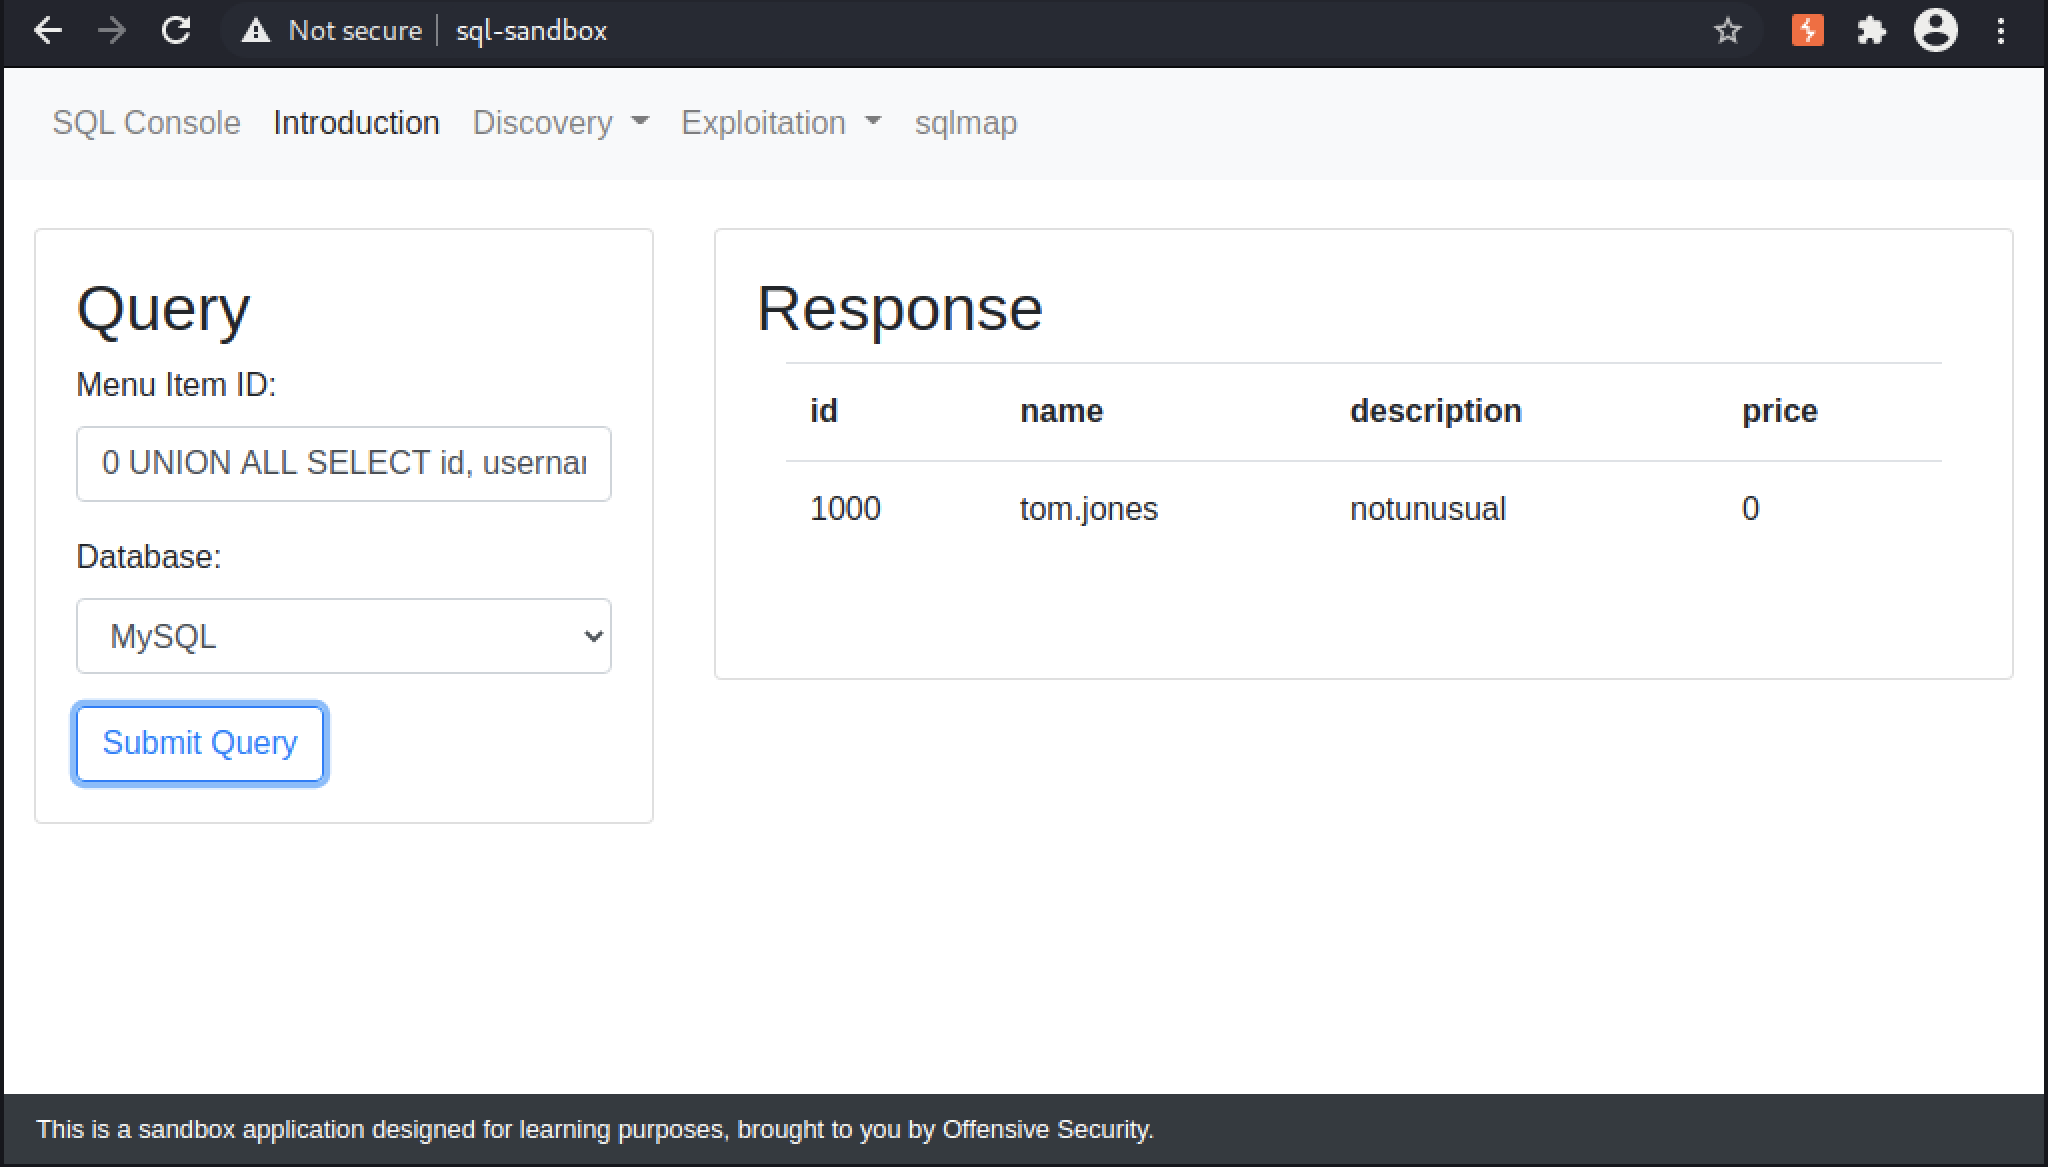 Not secure sql-sandbox
SQL Console Introduction Discovery Exploitation sqlmap
Query
Menu Item ID:
0 UNION ALL SELECT id,
Database:
MySQL
Submit Query
Response
id name description price
1000 tom.jones notunusual 0
This is a sandbox application designed for learning purposes, brought to you by Offensive Security.